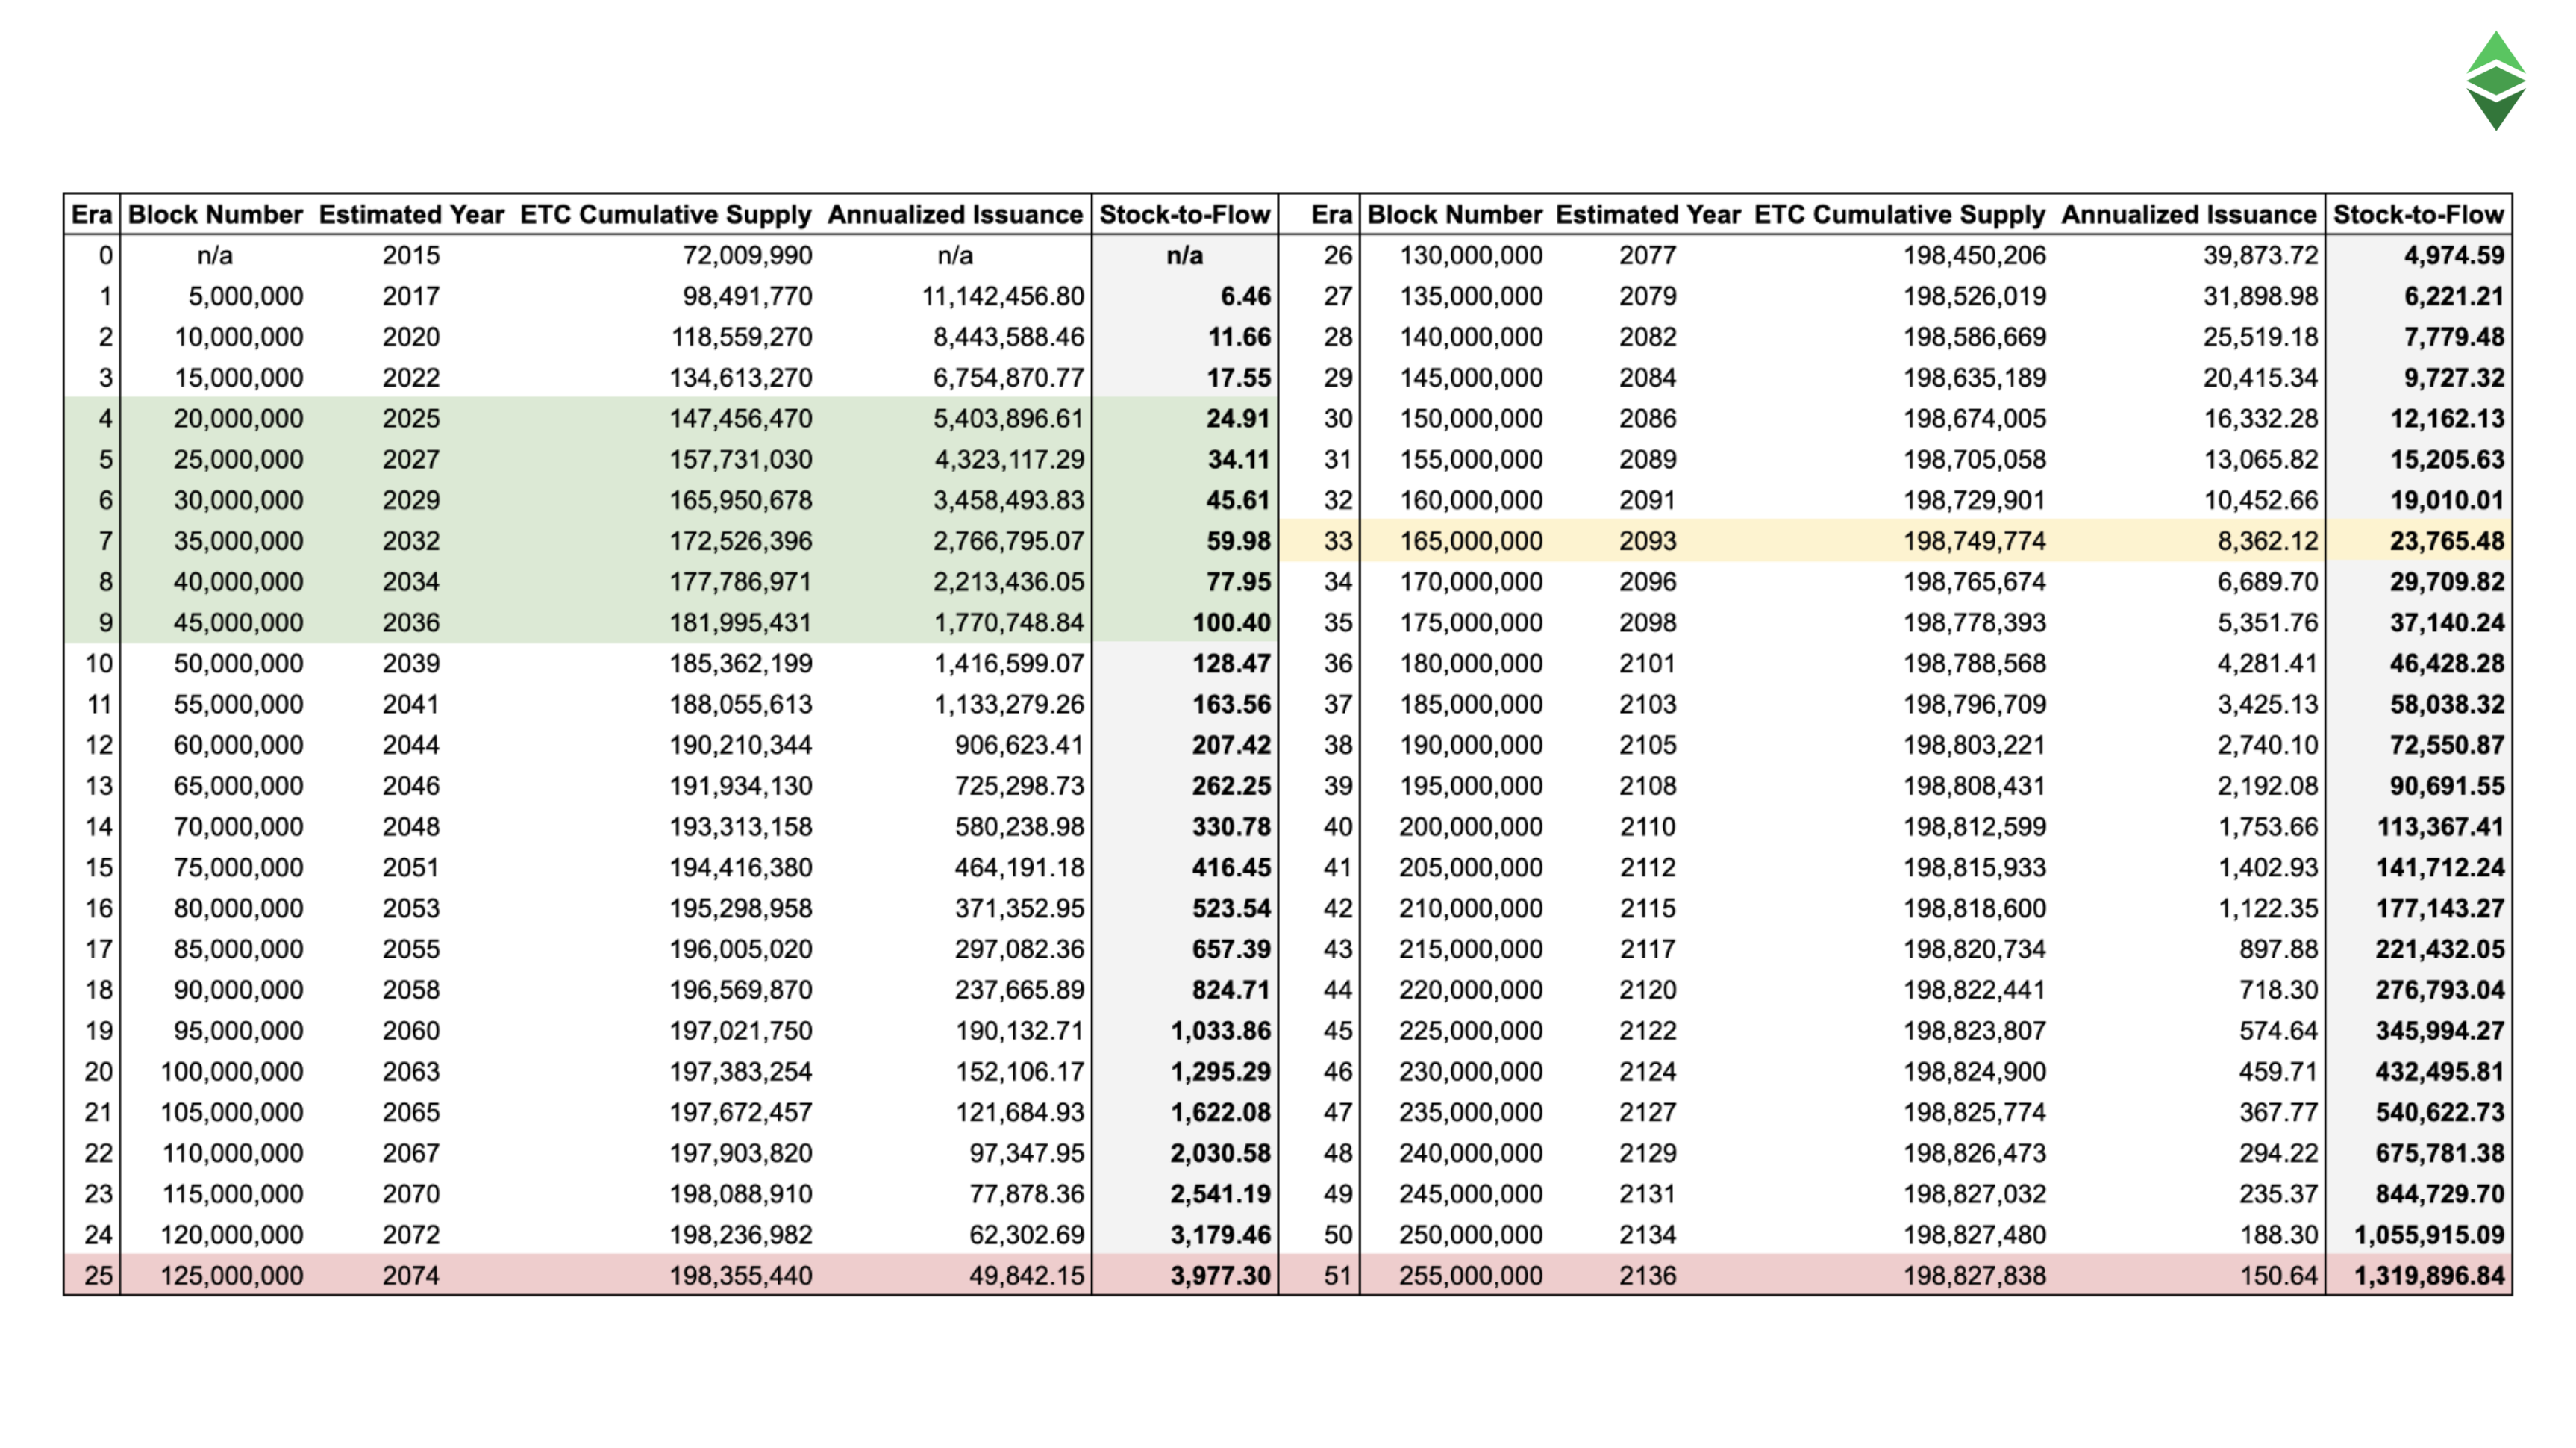 Era Block Number Estimated Year ETC Cumulative Supply Annualized Issuance Stock-to-Flow Era Block Number Estimated Year ETC Cumulative Supply Annualized Issuance Stock-to-Flow
0 n/a 2015 72,009,990 n/a n/a 26 130,000,000 2077 198,450,206 39,873.72 4,974.59
1 5,000,000 2017 98,491,770 11,142,456.80 6.46 27 135,000,000 2079 198,526,019 31,898.98 6,221.21
2 10,000,000 2020 118,559,270 8,443,588.46 11.66 28 140,000,000 2082 198,586,669 25,519.18 7,779.48
3 15,000,000 2022 134,613,270 6,754,870.77 17.55 29 145,000,000 2084 198,635,189 20,415.34 9,727.32
4 20,000,000 2025 147,456,470 5,403,896.61 24.91 30 150,000,000 2086 198,674,005 16,332.28 12,162.13
5 25,000,000 2027 157,731,030 4,323,117.29 34.11 31 155,000,000 2089 198,705,058 13,065.82 15,205.63
6 30,000,000 2029 165,950,678 3,458,493.83 45.61 32 160,000,000 2091 198,729,901 10,452.66 19,010.01
7 35,000,000 2032 172,526,396 2,766,795.07 59.98 33 165,000,000 2093 198,749,774 8,362.12 23,765.48
8 40,000,000 2034 177,786,971 2,213,436.05 77.95 34 170,000,000 2096 198,765,674 6,689.70 29,709.82
9 45,000,000 2036 181,995,431 1,770,748.84 100.40 35 175,000,000 2098 198,778,393 5,351.76 37,140.24
10 50,000,000 2039 185,362,199 1,416,599.07 128.47 36 180,000,000 2101 198,788,568 4,281.41 46,428.28
11 55,000,000 2041 188,055,613 1,133,279.26 163.56 37 185,000,000 2103 198,796,709 3,425.13 58,038.32
12 60,000,000 2044 190,210,344 906,623.41 207.42 38 190,000,000 2105 198,803,221 2,740.10 72,550.87
13 65,000,000 2046 191,934,130 725,298.73 262.25 39 195,000,000 2108 198,808,431 2,192.08 90,691.55
14 70,000,000 2048 193,313,158 580,238.98 330.78 40 200,000,000 2110 198,812,599 1,753.66 113,367.41
15 75,000,000 2051 194,416,380 464,191.18 416.45 41 205,000,000 2112 198,815,933 1,402.93 141,712.24
16 80,000,000 2053 195,298,958 371,352.95 523.54 42 210,000,000 2115 198,818,600 1,122.35 177,143.27
17 85,000,000 2055 196,005,020 297,082.36 657.39 43 215,000,000 2117 198,820,734 897.88 221,432.05
18 90,000,000 2058 196,569,870 237,665.89 824.71 44 220,000,000 2120 198,822,441 718.30 276,793.04
19 95,000,000 2060 197,021,750 190,132.71 1,033.86 45 225,000,000 2122 198,823,807 574.64 345,994.27
20 100,000,000 2063 197,383,254 152,106.17 1,295.29 46 230,000,000 2124 198,824,900 459.71 432,495.81
21 105,000,000 2065 197,672,457 121,684.93 1,622.08 47 235,000,000 2127 198,825,774 367.77 540,622.73
22 110,000,000 2067 197,903,820 97,347.95 2,030.58 48 240,000,000 2129 198,826,473 294.22 675,781.38
23 115,000,000 2070 198,088,910 77,878.36 2,541.19 49 245,000,000 2131 198,827,032 235.37 844,729.70
24 120,000,000 2072 198,236,982 62,302.69 3,179.46 50 250,000,000 2134 198,827,480 188.30 1,055,915.09
25 125,000,000 2074 198,355,440 49,842.15 3,977.30 51 255,000,000 2136 198,827,838 150.64 1,319,896.84